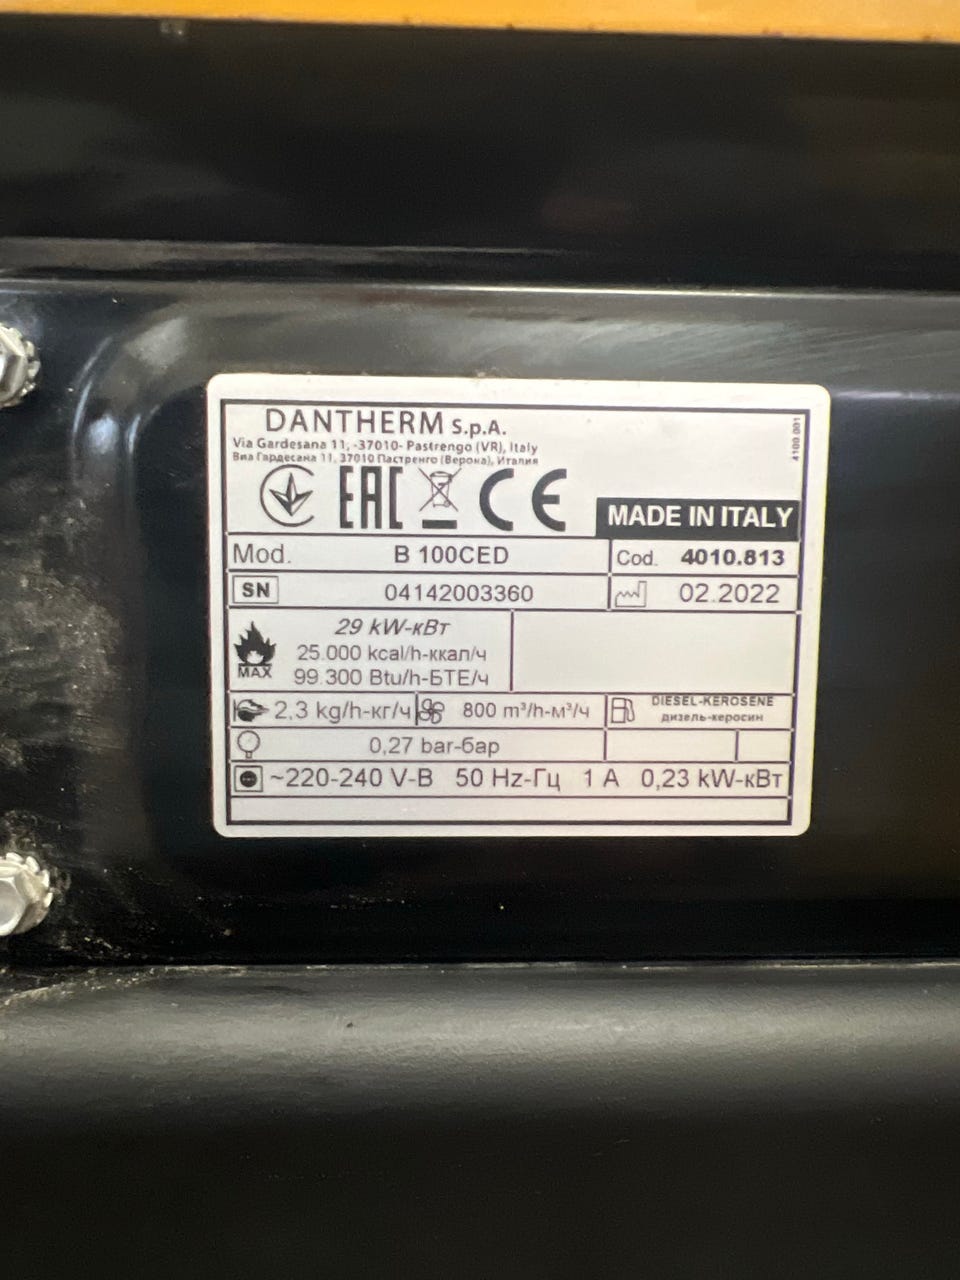 DANTHERM S.p.A.
Via Gardesana 11, -37010- Pastrengo (VR), Italy
Виа Гардесана 11, 37010 Пастренго (Верона), Италия
4100.001
EAC CE
MADE IN ITALY
Mod. B 100CED Cod. 4010.813
SN 04142003360 02.2022
29 kW-кВт
25.000 kcal/h-ккал/ч
MAX 99.300 Btu/h-БТЕ/ч
2,3 kg/h-кг/ч 800 m³/h-м³/ч DIESEL-KEROSENE
дизель-керосин
0,27 bar-бар
~220-240 V-В 50 Hz-Гц 1 A 0,23 kW-кВт